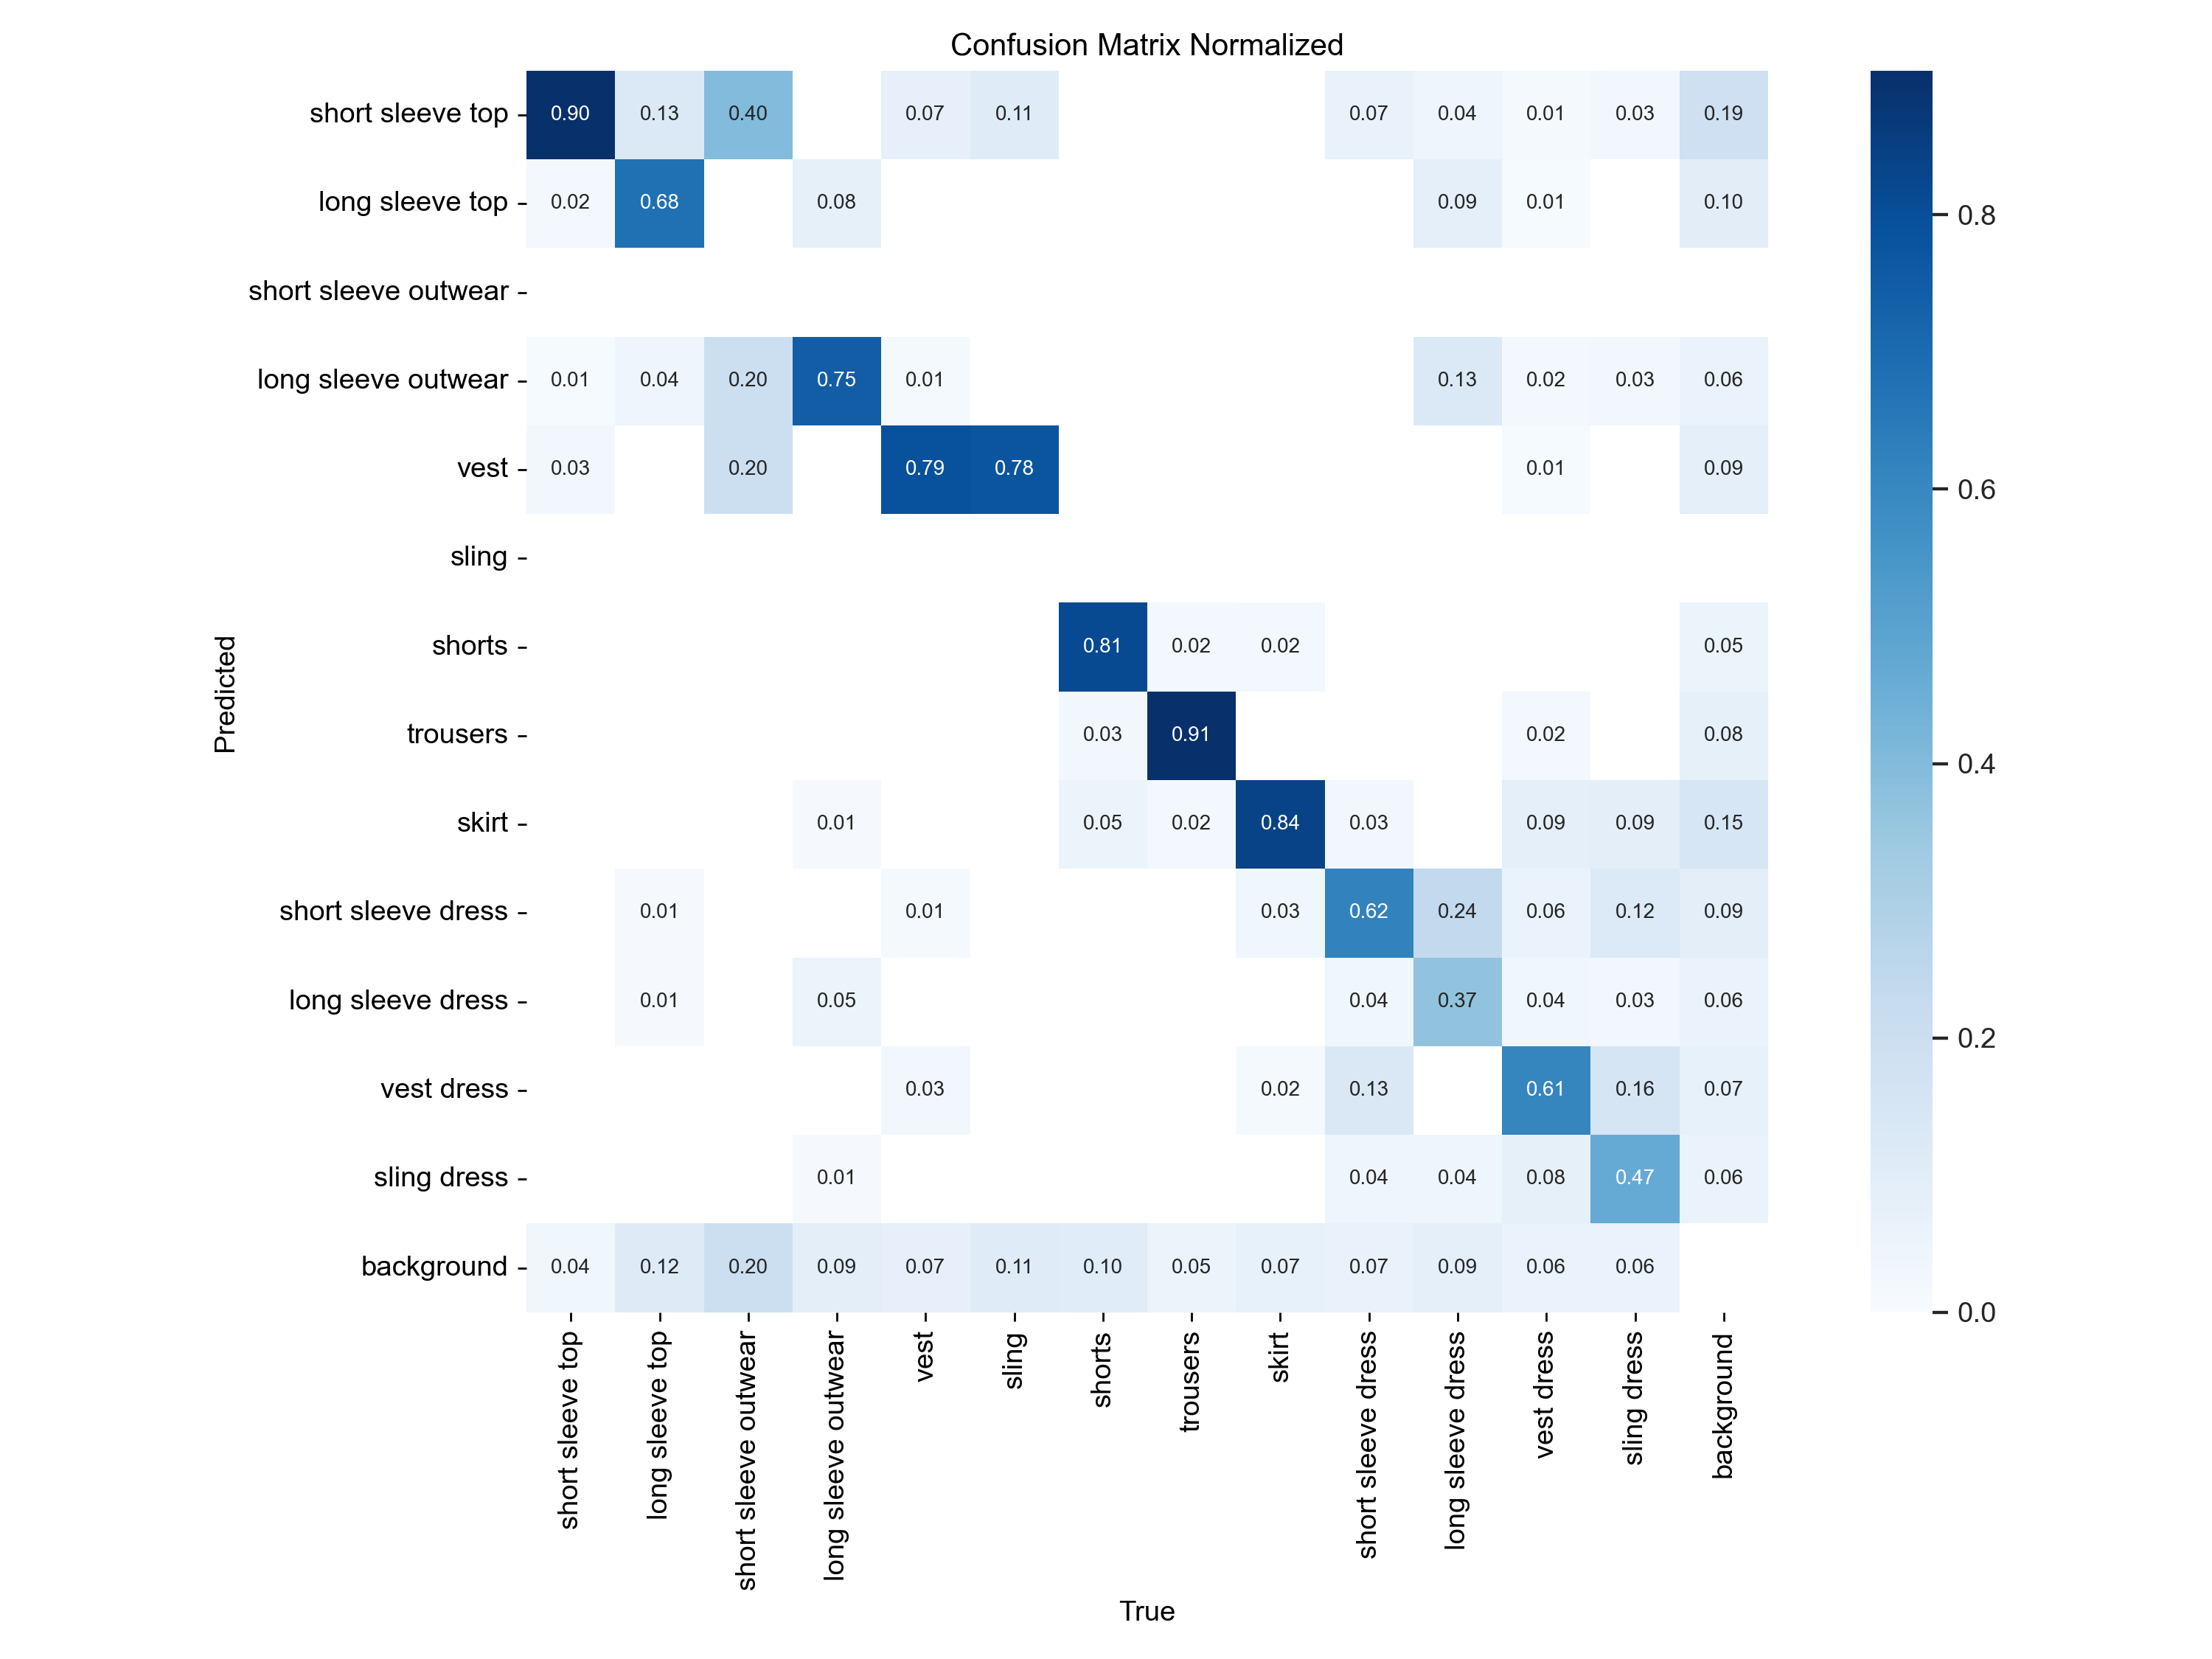 Confusion Matrix Normalized
short sleeve top 0.90 0.13 0.40 0.07 0.11 0.07 0.04 0.01 0.03 0.19
long sleeve top 0.02 0.68 0.08 0.09 0.01 0.10
0.8
short sleeve outwear
long sleeve outwear 0.01 0.04 0.20 0.75 0.01 0.13 0.02 0.03 0.06
vest 0.03 0.20 0.79 0.78 0.01 0.09
0.6
sling
shorts 0.81 0.02 0.02 0.05
Predicted
trousers 0.03 0.91 0.02 0.08
0.4
skirt 0.01 0.05 0.02 0.84 0.03 0.09 0.09 0.15
short sleeve dress 0.01 0.01 0.03 0.62 0.24 0.06 0.12 0.09
long sleeve dress 0.01 0.05 0.04 0.37 0.04 0.03 0.06
0.2
vest dress 0.03 0.02 0.13 0.61 0.16 0.07
sling dress 0.01 0.04 0.04 0.08 0.47 0.06
background 0.04 0.12 0.20 0.09 0.07 0.11 0.10 0.05 0.07 0.07 0.09 0.06 0.06
0.0
short sleeve top
long sleeve top
short sleeve outwear
long sleeve outwear
vest
sling
shorts
trousers
skirt
short sleeve dress
long sleeve dress
vest dress
sling dress
background
True